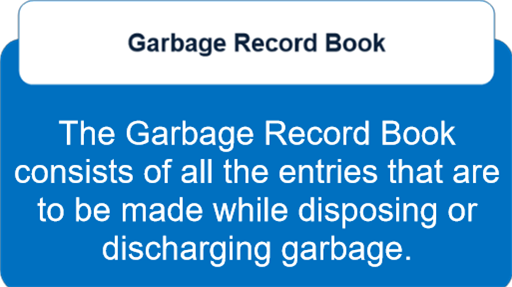 Garbage Record Book
The Garbage Record Book
consists of all the entries that are
to be made while disposing or
discharging garbage.